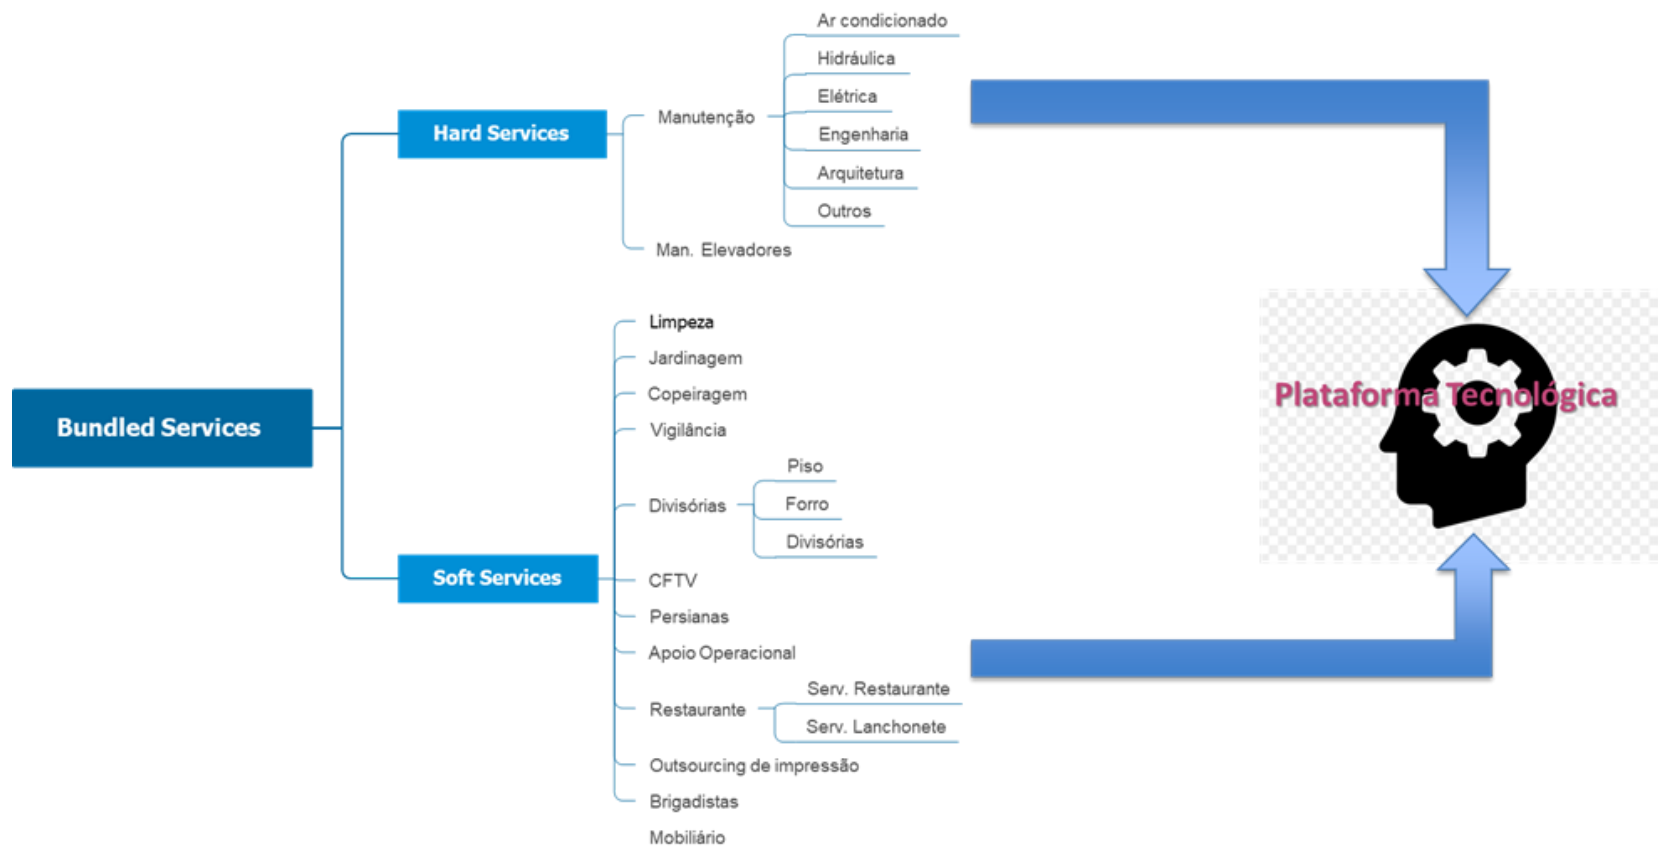 Bundled Services
Hard Services
Manutenção
Ar condicionado
Hidráulica
Elétrica
Engenharia
Arquitetura
Outros
Man. Elevadores
Soft Services
Limpeza
Jardinagem
Copeiragem
Vigilância
Divisórias
Piso
Forro
Divisórias
CFTV
Persianas
Apoio Operacional
Restaurante
Serv. Restaurante
Serv. Lanchonete
Outsourcing de impressão
Brigadistas
Mobiliário
Plataforma Tecnológica